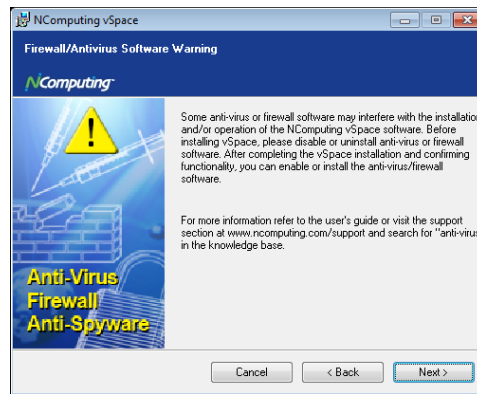 NComputing vSpace
Firewall/Antivirus Software Warning
NComputing
Some anti-virus or firewall software may interfere with the installation
and/or operation of the NComputing vSpace software. Before
installing vSpace, please disable or uninstall anti-virus or firewall
software. After completing the vSpace installation and confirming
functionality, you can enable or install the anti-virus/firewall
software.
For more information refer to the user's guide or visit the support
section at www.ncomputing.com/support and search for "anti-virus
in the knowledge base.
Anti-Virus
Firewall
Anti-Spyware
Cancel
< Back
Next >